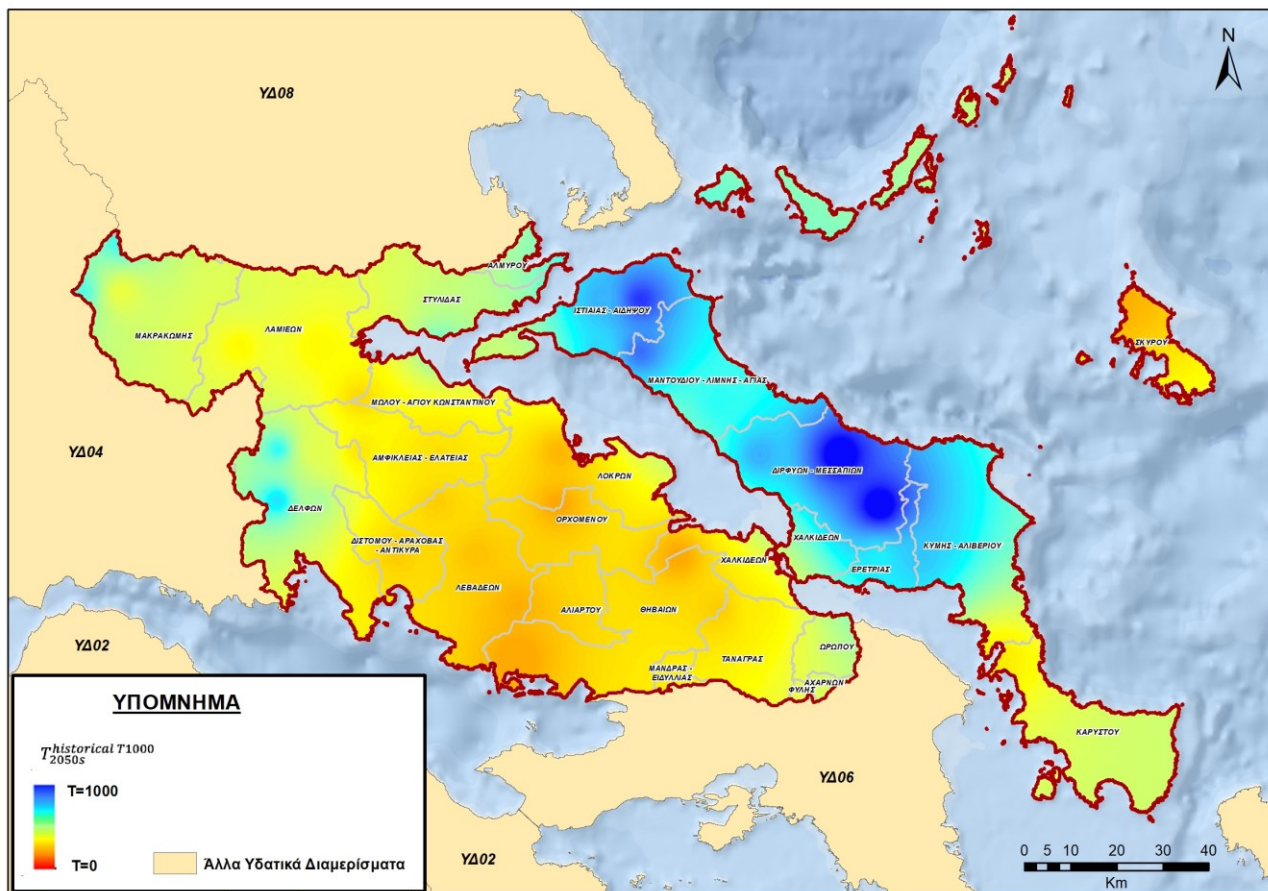 N
ΥΔ08
ΑΛΜΥΡΟΥ
ΣΤΥΛΙΔΑΣ
ΙΣΤΙΑΙΑΣ - ΑΙΔΗΨΟΥ
ΜΑΚΡΑΚΩΜΗΣ
ΛΑΜΙΕΩΝ
ΣΚΥΡΟΥ
ΜΑΝΤΟΥΔΙΟΥ - ΛΙΜΝΗΣ - ΑΓΙΑΣ
ΜΩΛΟΥ - ΑΓΙΟΥ ΚΩΝΣΤΑΝΤΙΝΟΥ
ΥΔ04
ΑΜΦΙΚΛΕΙΑΣ - ΕΛΑΤΕΙΑΣ
ΛΟΚΡΩΝ
ΔΙΡΦΥΩΝ - ΜΕΣΣΑΠΙΩΝ
ΔΕΛΦΩΝ
ΟΡΧΟΜΕΝΟΥ
ΔΙΣΤΟΜΟΥ - ΑΡΑΧΟΒΑΣ
- ΑΝΤΙΚΥΡΑ
ΧΑΛΚΙΔΕΩΝ
ΚΥΜΗΣ - ΑΛΙΒΕΡΙΟΥ
ΧΑΛΚΙΔΕΩΝ
ΕΡΕΤΡΙΑΣ
ΛΕΒΑΔΕΩΝ
ΑΛΙΑΡΤΟΥ
ΘΗΒΑΙΩΝ
ΥΔ02
ΩΡΩΠΟΥ
ΤΑΝΑΓΡΑΣ
ΜΑΝΔΡΑΣ -
ΕΙΔΥΛΛΙΑΣ
ΑΧΑΡΝΩΝ
ΦΥΛΗΣ
ΚΑΡΥΣΤΟΥ
ΥΔ06
ΥΔ02
ΥΠΟΜΝΗΜΑ
T historical T1000 2050s
T=1000
T=0
Άλλα Υδατικά Διαμερίσματα
0 5 10 20 30 40
Km